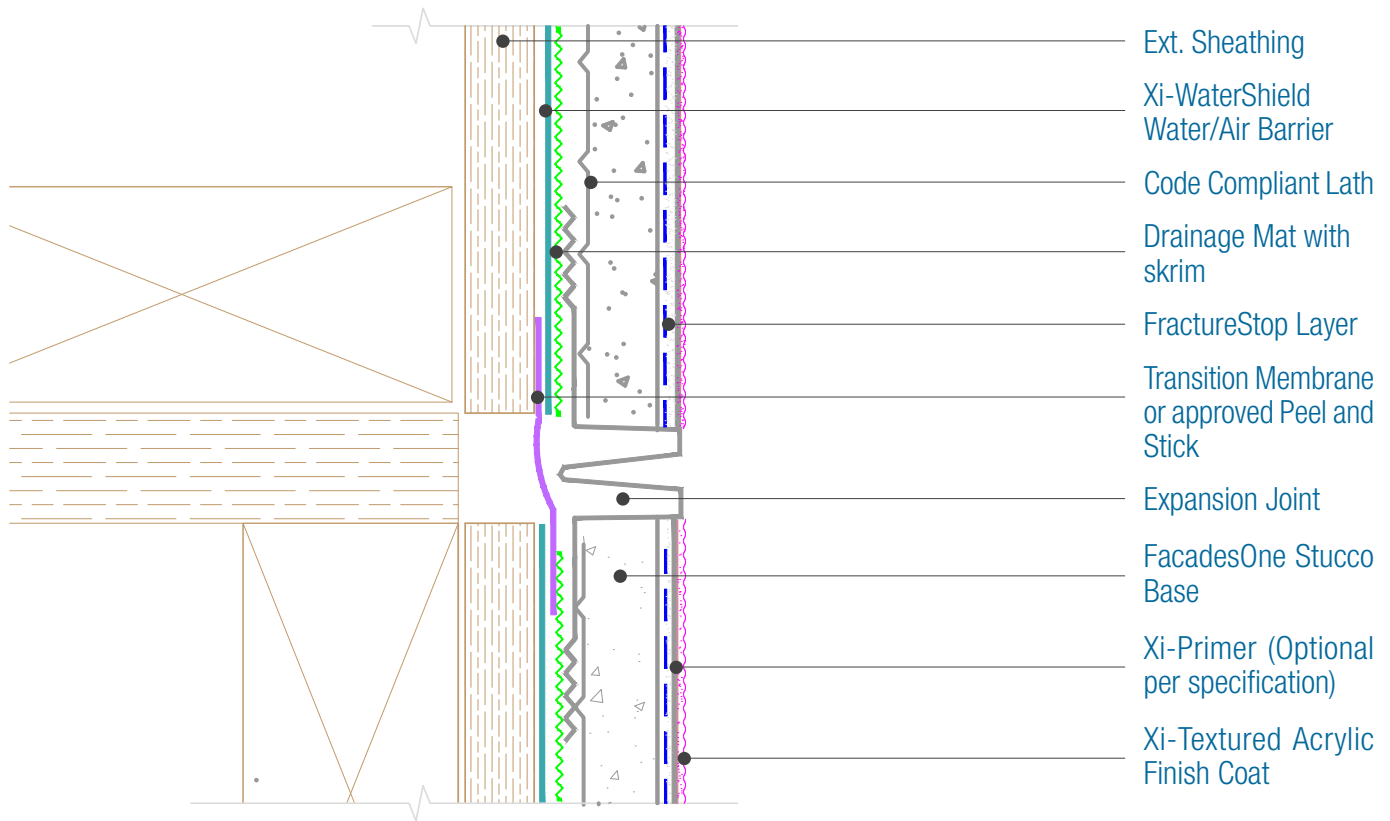 Ext. Sheathing
Xi-WaterShield
Water/Air Barrier
Code Compliant Lath
Drainage Mat with
skrim
FractureStop Layer
Transition Membrane
or approved Peel and
Stick
Expansion Joint
FacadesOne Stucco
Base
Xi-Primer (Optional
per specification)
Xi-Textured Acrylic
Finish Coat